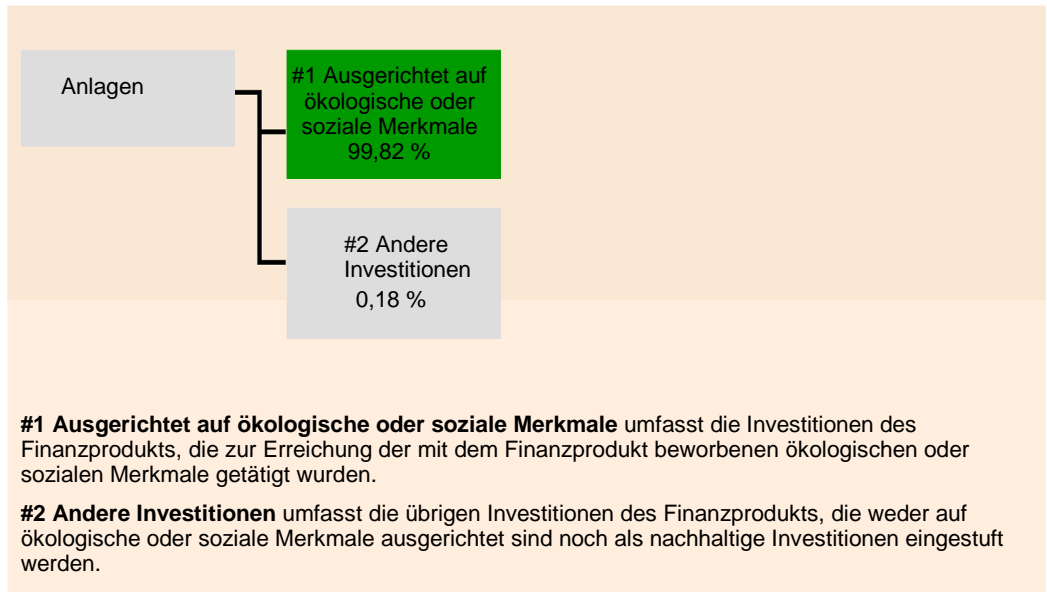 Anlagen
#1 Ausgerichtet auf
ökologische oder
soziale Merkmale
99,82 %
#2 Andere
Investitionen
0,18 %
#1 Ausgerichtet auf ökologische oder soziale Merkmale umfasst die Investitionen des
Finanzprodukts, die zur Erreichung der mit dem Finanzprodukt beworbenen ökologischen oder
sozialen Merkmale getätigt wurden.
#2 Andere Investitionen umfasst die übrigen Investitionen des Finanzprodukts, die weder auf
ökologische oder soziale Merkmale ausgerichtet sind noch als nachhaltige Investitionen eingestuft
werden.